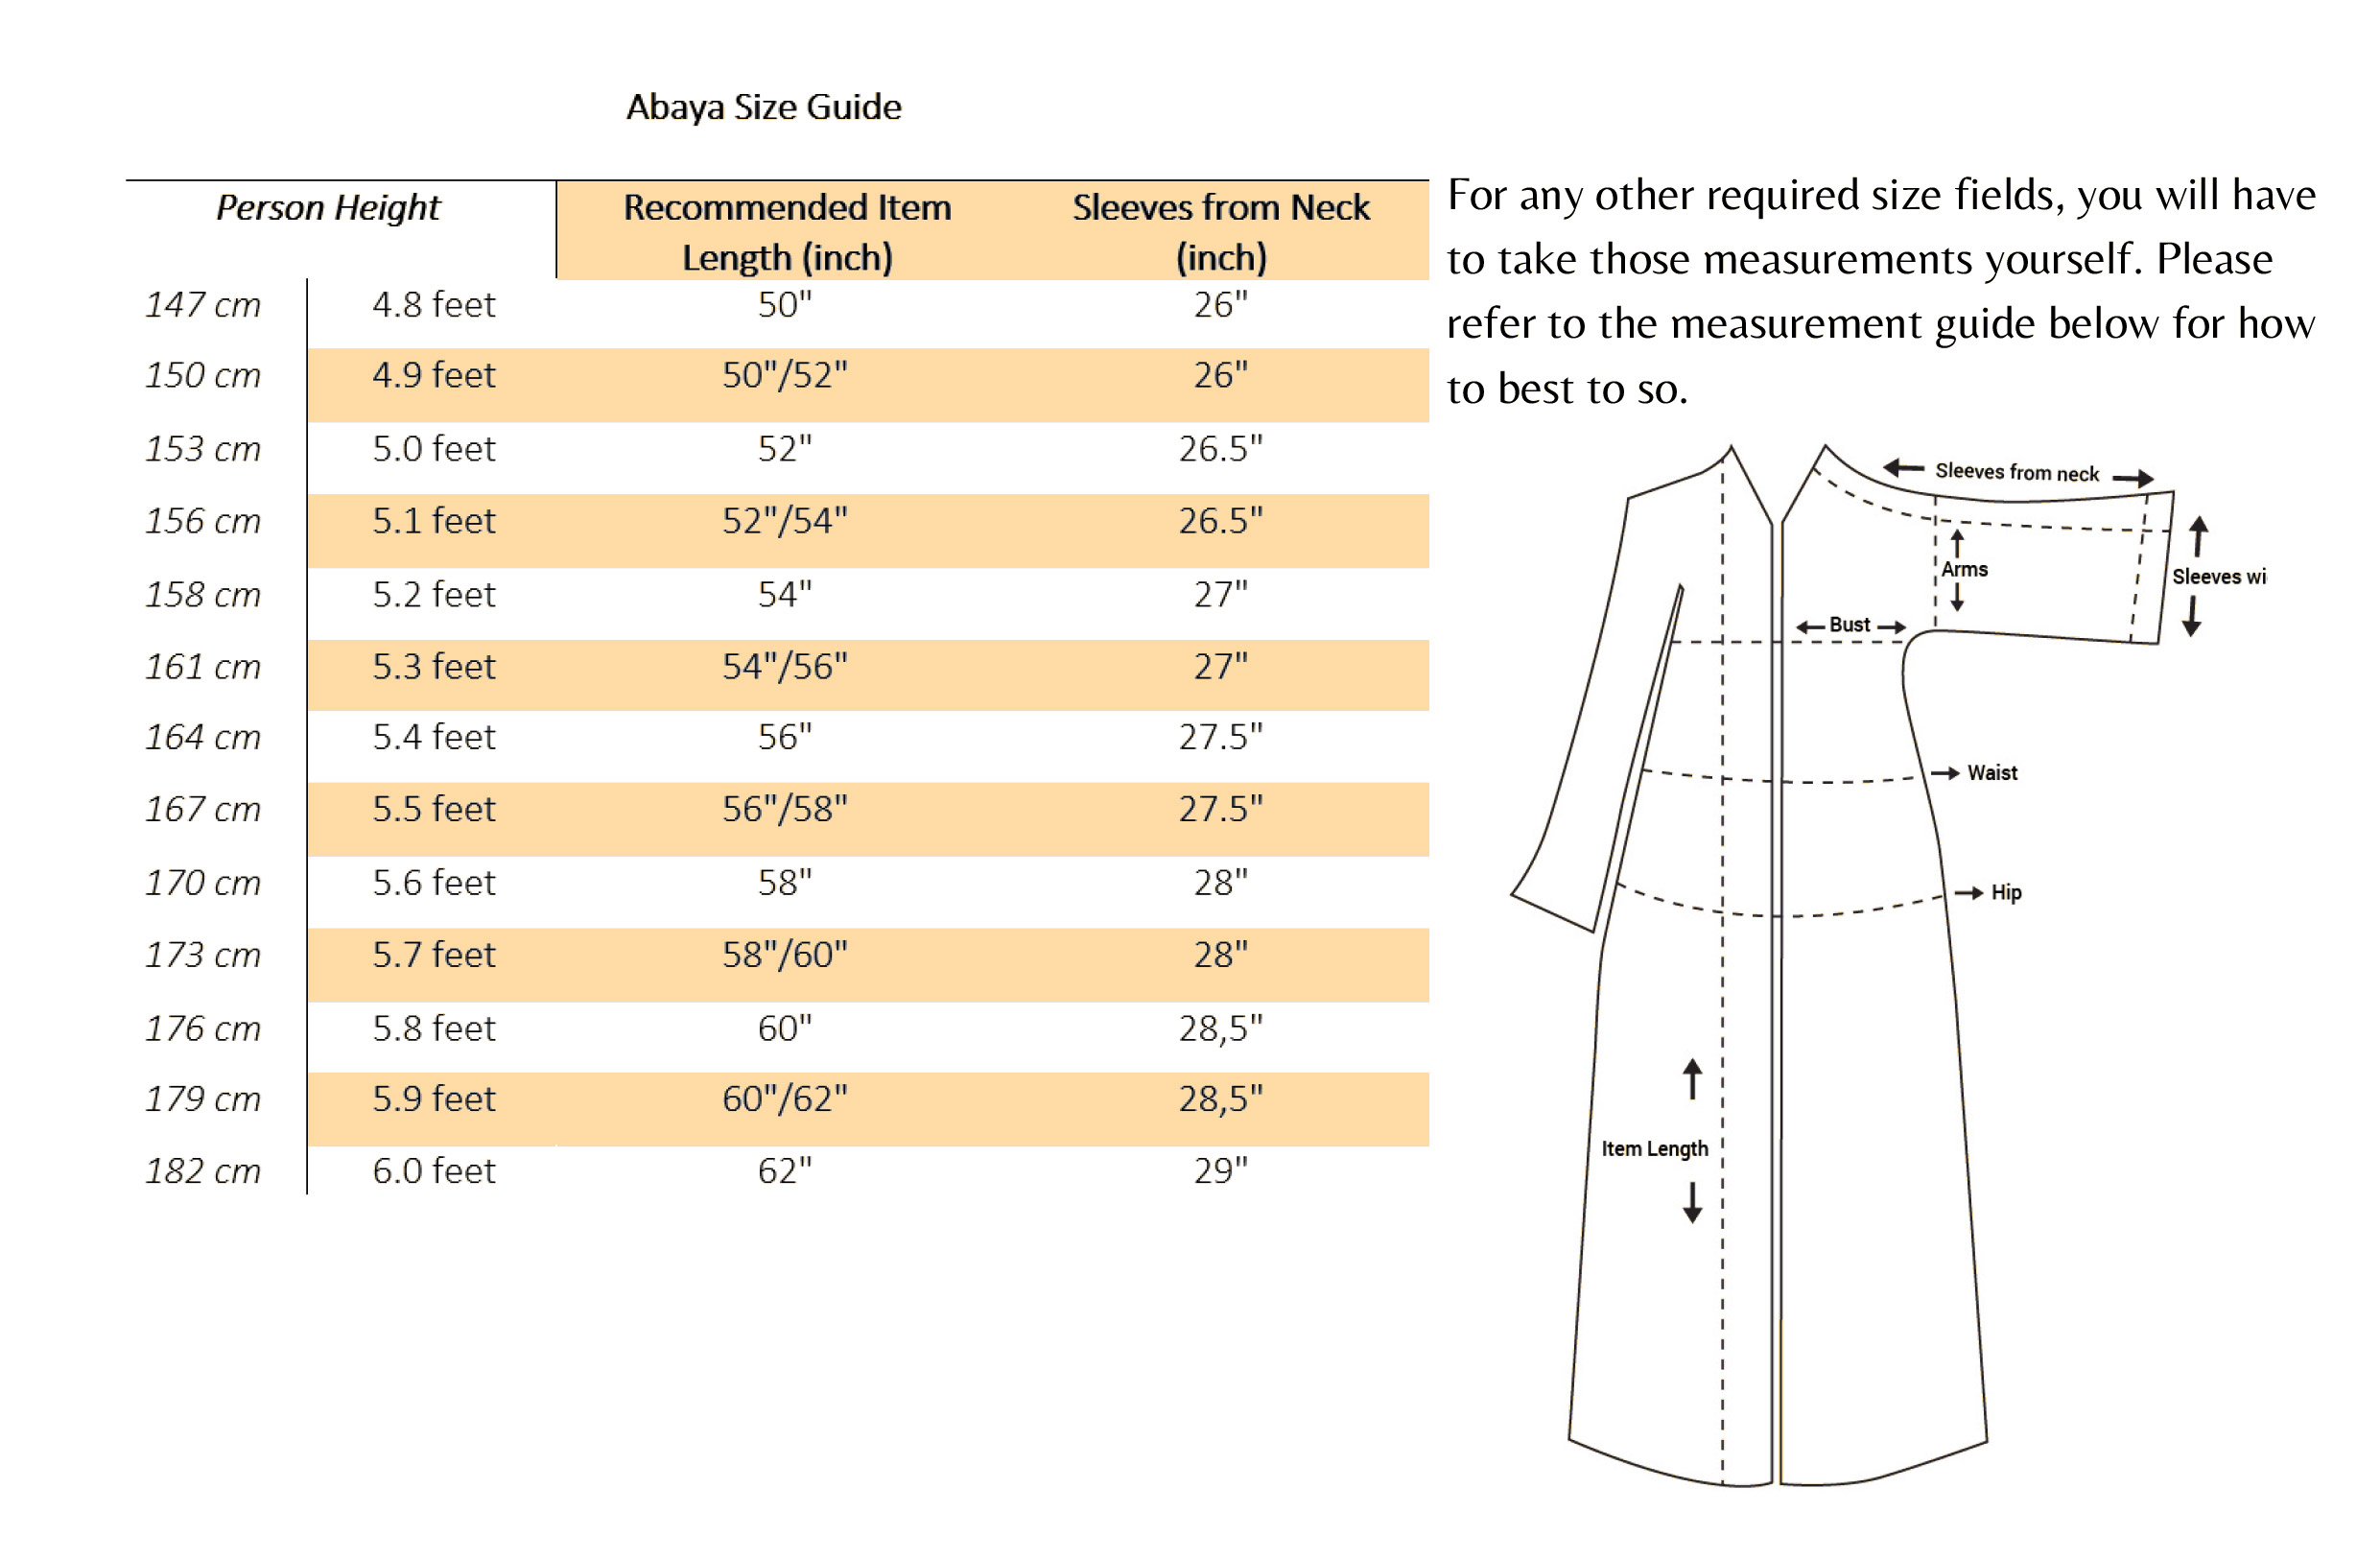 Abaya Size Guide
Person Height
Recommended Item
Length (inch)
Sleeves from Neck
(inch)
147 cm 4.8 feet 50" 26"
150 cm 4.9 feet 50"/52" 26"
153 cm 5.0 feet 52" 26.5"
156 cm 5.1 feet 52"/54" 26.5"
158 cm 5.2 feet 54" 27"
161 cm 5.3 feet 54"/56" 27"
164 cm 5.4 feet 56" 27.5"
167 cm 5.5 feet 56"/58" 27.5"
170 cm 5.6 feet 58" 28"
173 cm 5.7 feet 58"/60" 28"
176 cm 5.8 feet 60" 28,5"
179 cm 5.9 feet 60"/62" 28,5"
182 cm 6.0 feet 62" 29"
For any other required size fields, you will have
to take those measurements yourself. Please
refer to the measurement guide below for how
to best to so.
Sleeves from neck
Arms
Sleeves wi
Bust
Waist
Hip
Item Length